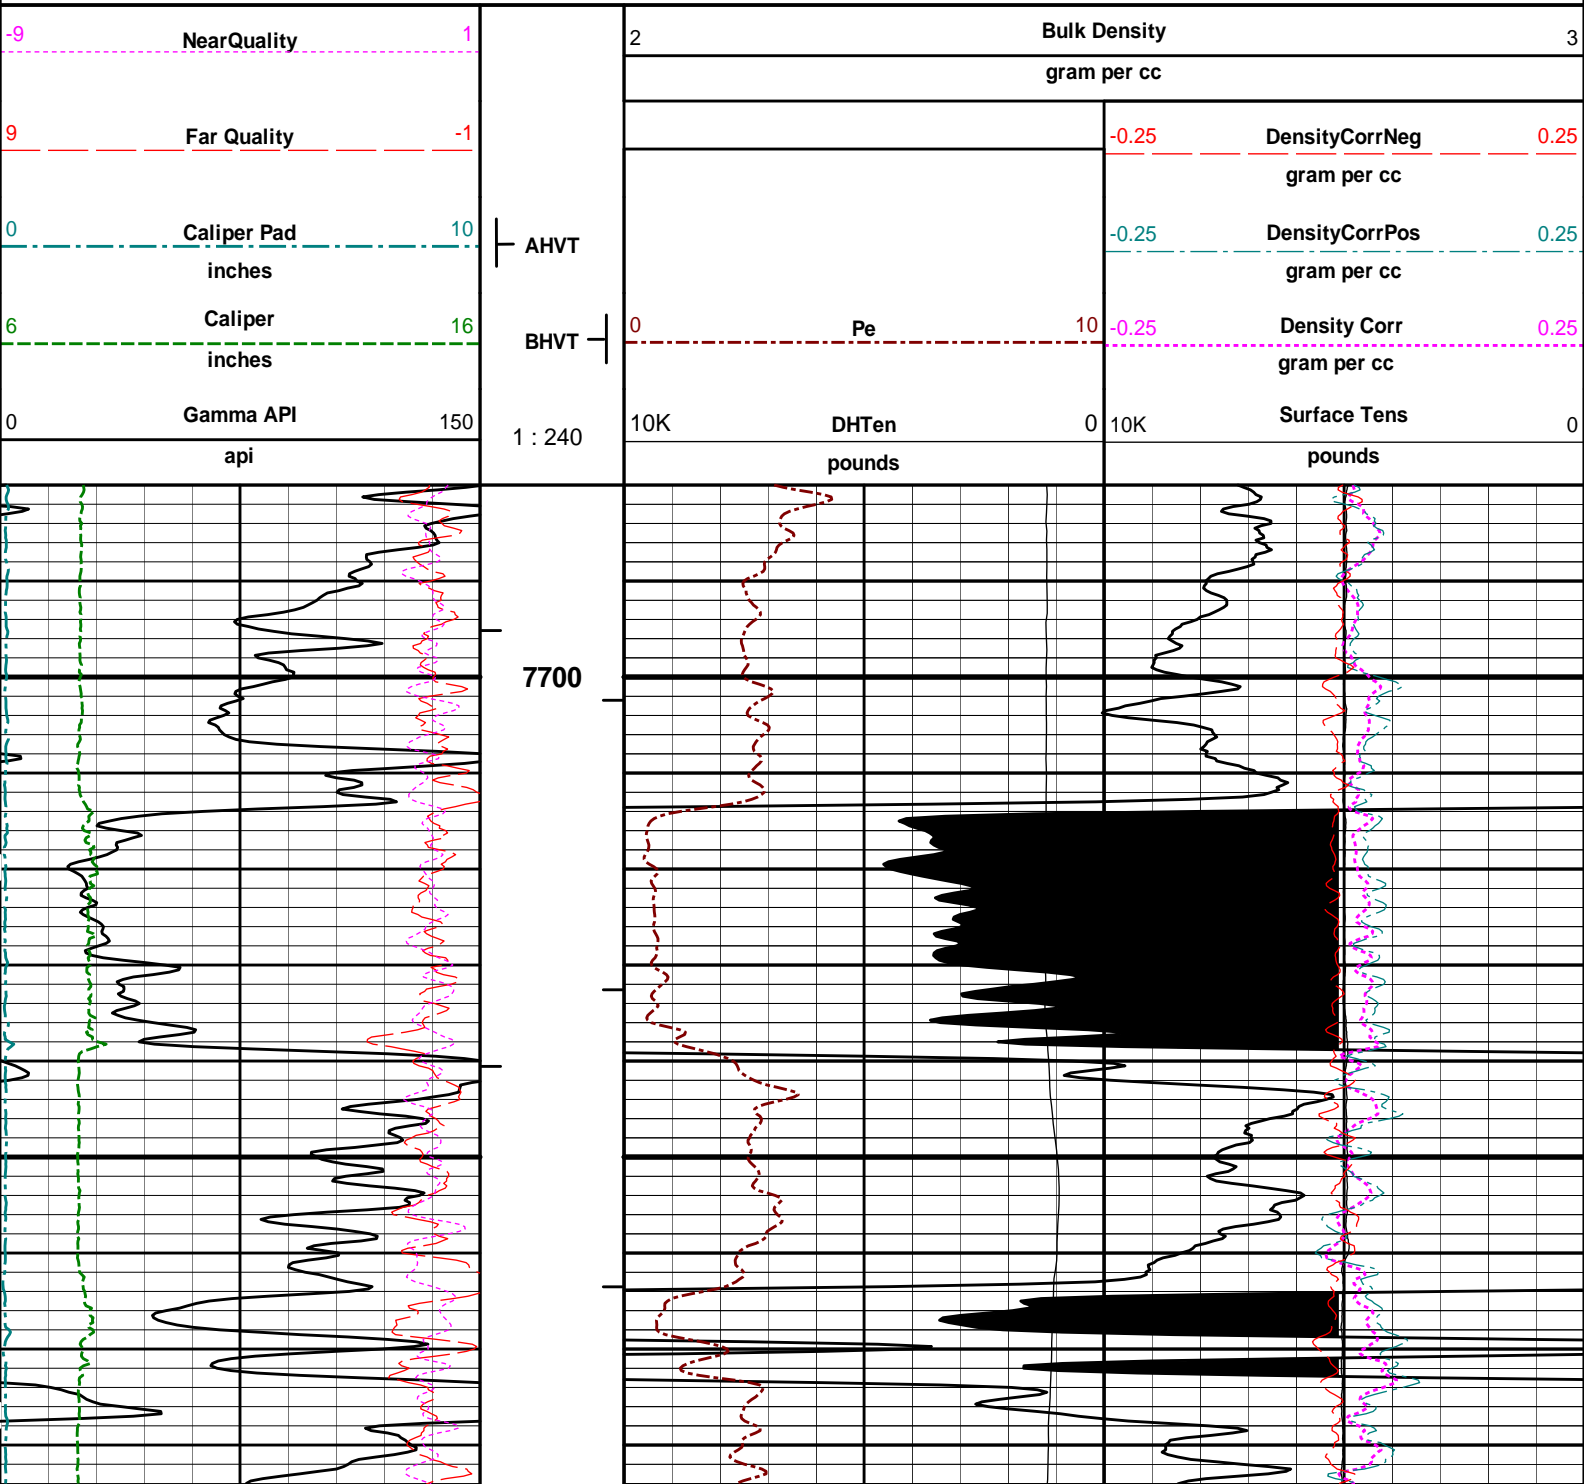 -9 NearQuality 1
9 Far Quality -1
0 Caliper Pad 10
inches
6 Caliper 16
inches
0 Gamma API 150
api
AHVT
BHVT
1 : 240
2 Bulk Density 3
gram per cc
0 Pe 10
10K DHTen 0
pounds
-0.25 DensityCorrNeg 0.25
gram per cc
-0.25 DensityCorrPos 0.25
gram per cc
-0.25 Density Corr 0.25
gram per cc
10K Surface Tens 0
pounds
7700